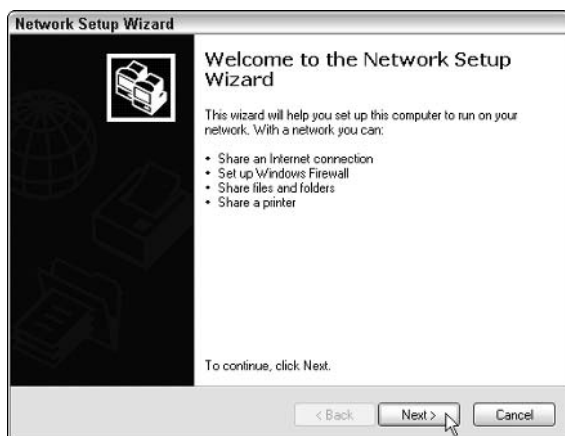 Network Setup Wizard
Welcome to the Network Setup
Wizard
This wizard will help you set up this computer to run on your
network. With a network you can:
• Share an Internet connection
• Set up Windows Firewall
• Share files and folders
• Share a printer
To continue, click Next.
< Back
Next >
Cancel